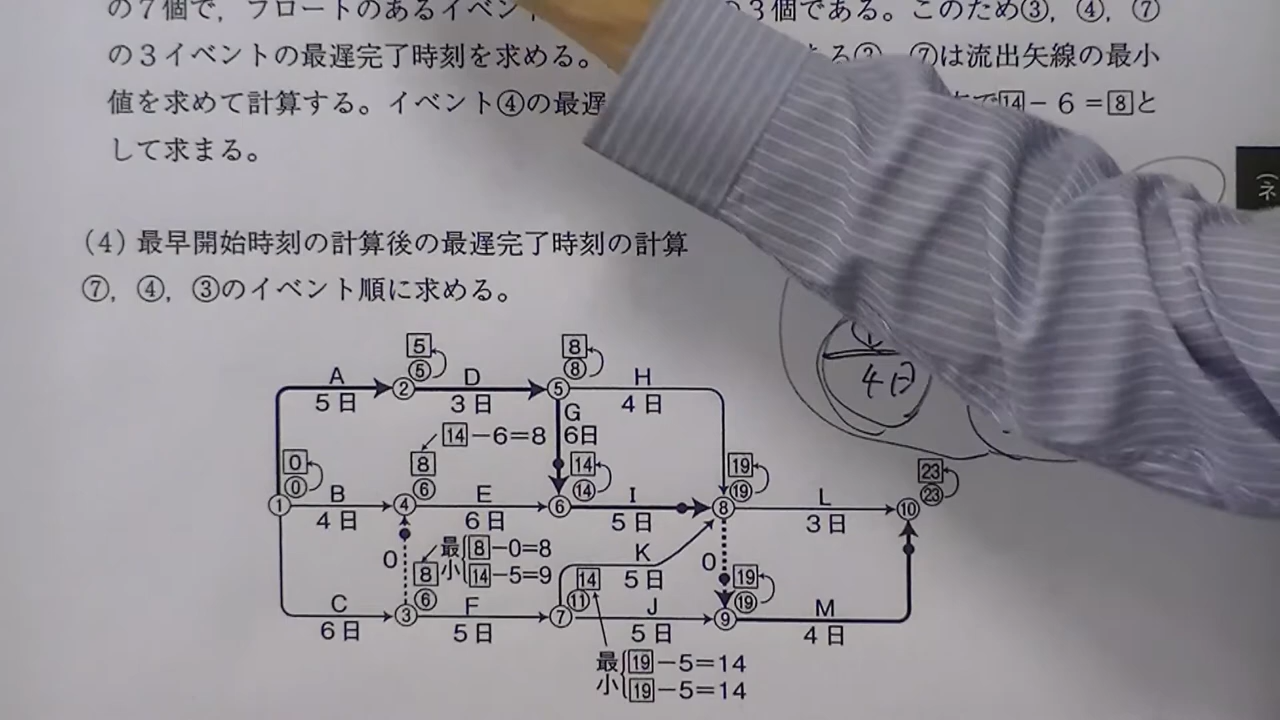 の7個で，フロートのあるイベン
の3個である。このため③，④，⑦
の3イベントの最遅完了時刻を求める。
⑦は流出矢線の最小
値を求めて計算する。イベント④の最遅
14－6＝8と
して求まる。
(ネ
(4) 最早開始時刻の計算後の最遅完了時刻の計算
⑦，④，③のイベント順に求める。
4日
5
⑤
8
⑧
A
5日
②
D
3日
⑤
H
4日
G
6日
14－6＝8
0
⓪
8
⑥
14
⑭
19
⑲
23
㉓
①
B
4日
④
E
6日
⑥
I
5日
⑧
L
3日
⑩
0
最小
8－0＝8
14－5＝9
8
⑥
K
5日
14
⑪
0
19
⑲
C
6日
③
F
5日
⑦
J
5日
⑨
M
4日
最小
19－5＝14
19－5＝14